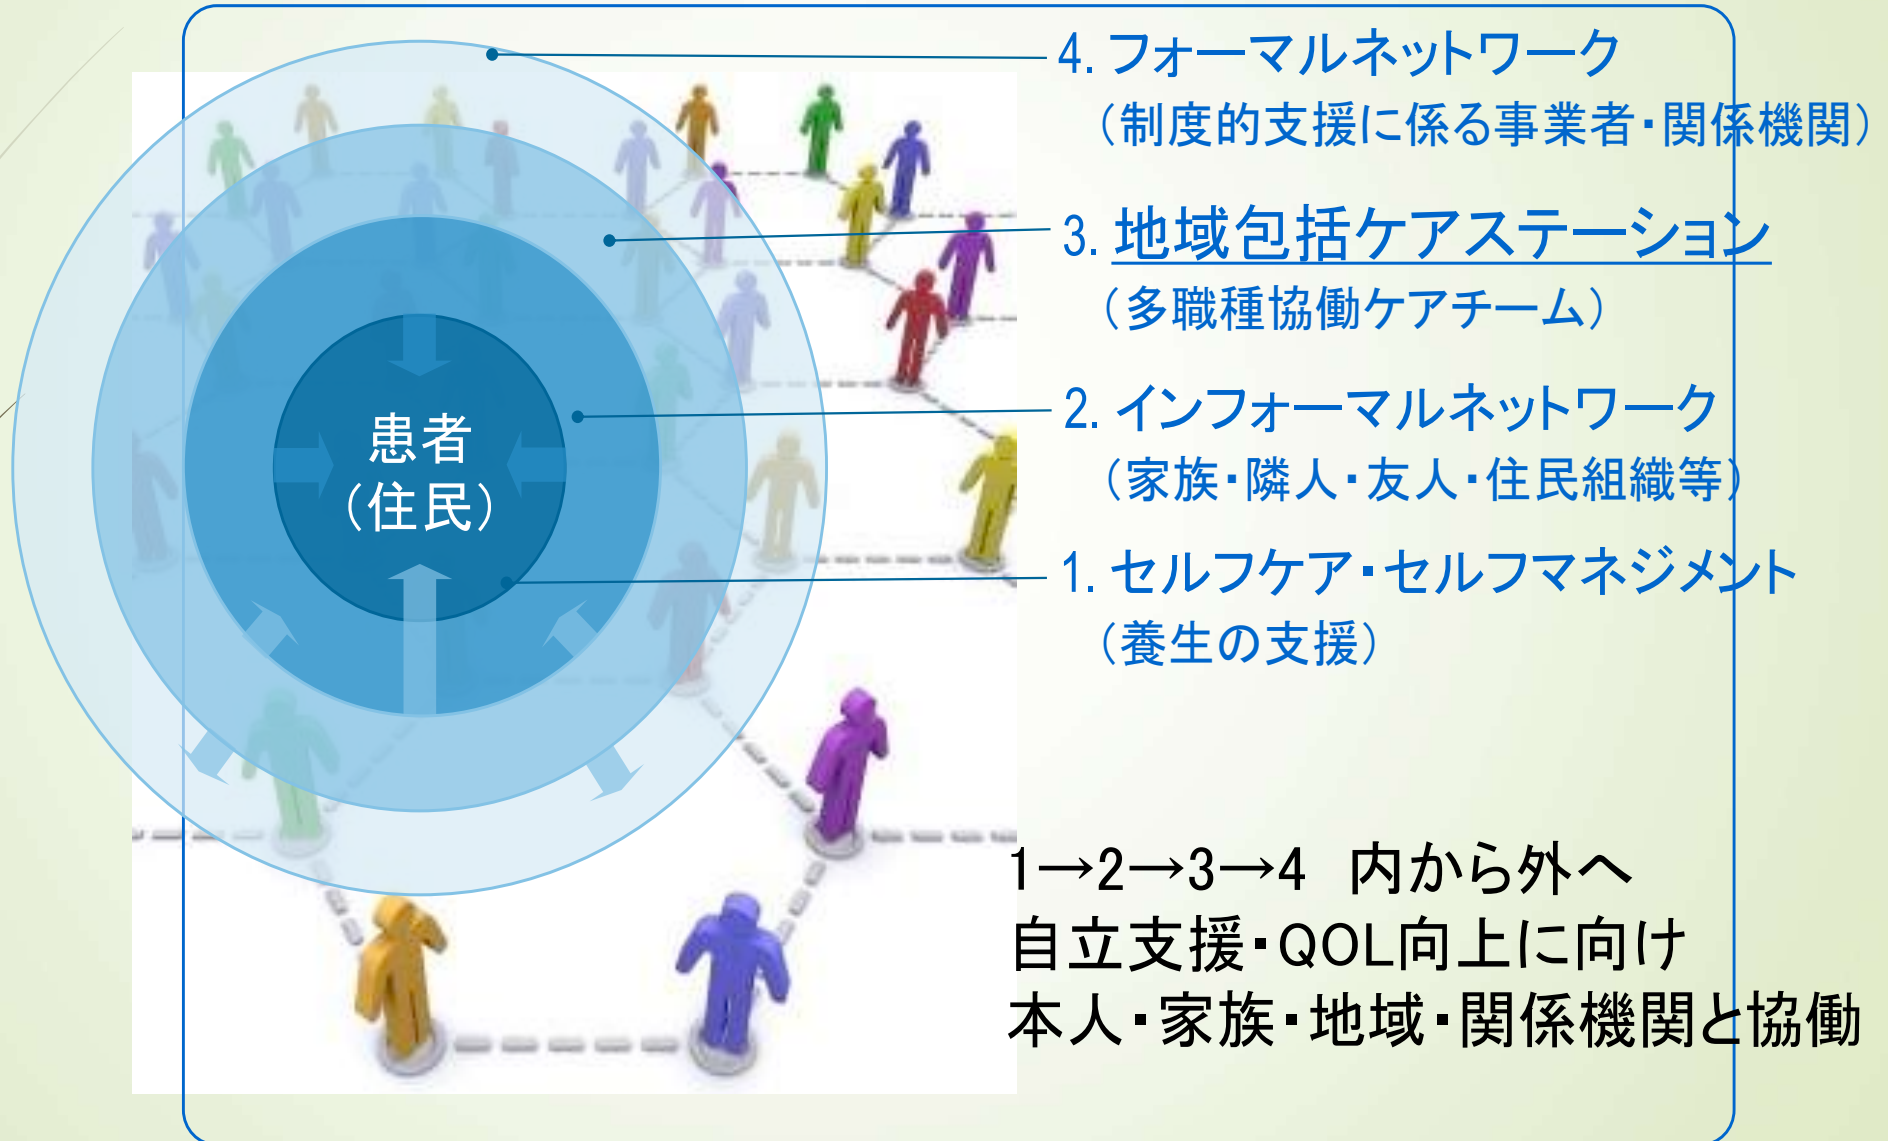 4. フォーマルネットワーク
（制度的支援に係る事業者・関係機関）
3. 地域包括ケアステーション
（多職種協働ケアチーム）
患者
（住民）
2. インフォーマルネットワーク
（家族・隣人・友人・住民組織等）
1. セルフケア・セルフマネジメント
（養生の支援）
1→2→3→4　内から外へ
自立支援・QOL向上に向け
本人・家族・地域・関係機関と協働